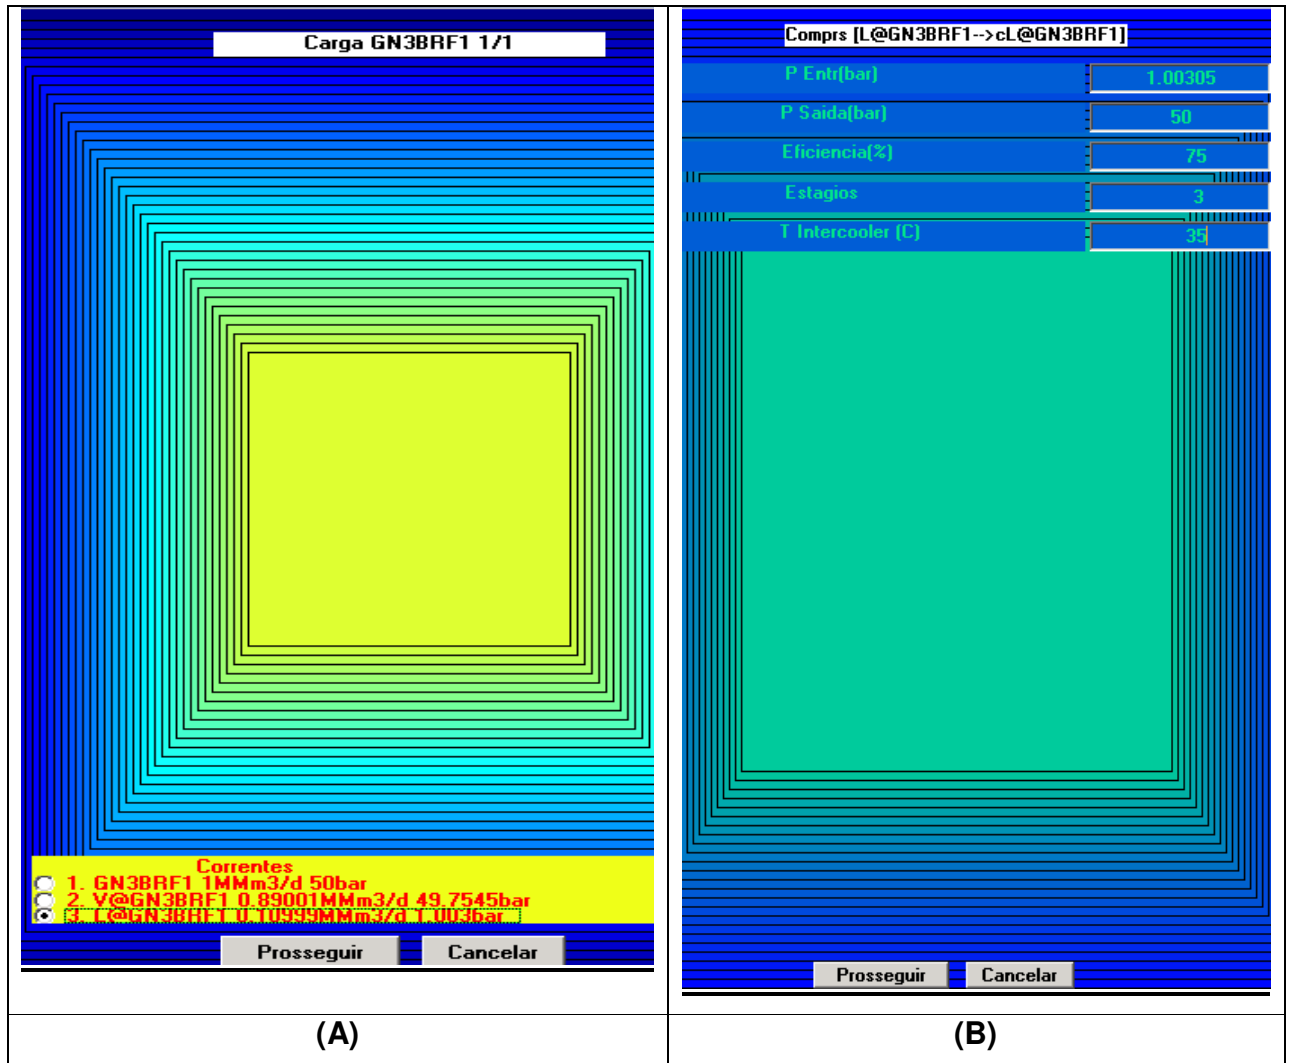 Carga GN3BRF1 1/1
Correntes
1. GN3BRF1 1MMm3/d 50bar
2. V@GN3BRF1 0.89001MMm3/d 49.7545bar
3. L@GN3BRF1 0.10999MMm3/d 1.003bar
Prosseguir Cancelar
(A)
Comprs [L@GN3BRF1-->cL@GN3BRF1]
P Entr(bar) 1.00305
P Saida(bar) 50
Eficiencia(%) 75
Estagios 3
T Intercooler (C) 35
Prosseguir Cancelar
(B)